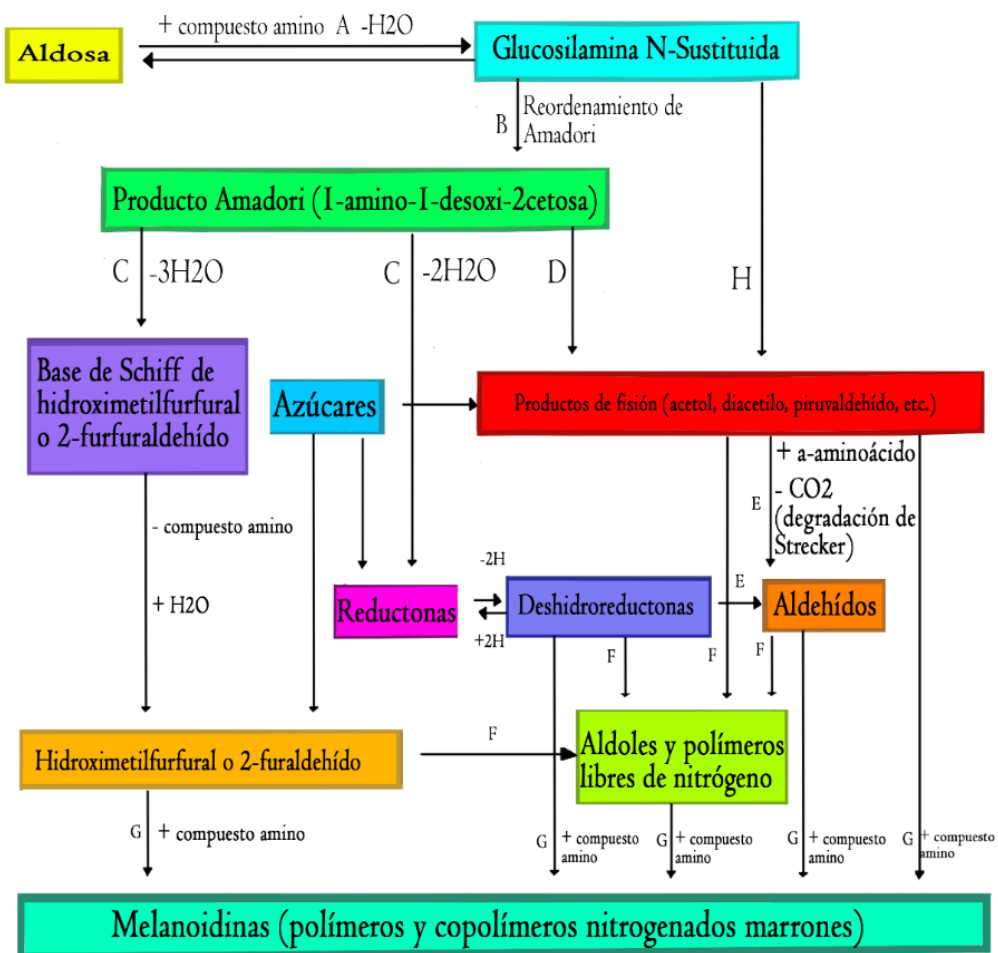 + compuesto amino A -H2O
Aldosa
Glucosilamina N-Sustituida
B
Reordenamiento de
Amadori
Producto Amadori (1-amino-1-desoxi-2cetosa)
C -3H2O
C -2H2O
D
H
Base de Schiff de
hidroximetilfurfural
o 2-furfuraldehído
Azúcares
Productos de fisión (acetol, diacetilo, piruvaldehído, etc.)
+ a-aminoácido
E
- CO2
(degradación de
Strecker)
- compuesto amino
+ H2O
Reductonas
-2H
+2H
Deshidroreductonas
E
Aldehídos
F
F
F
Hidroximetilfurfural o 2-furaldehído
F
Aldoles y polímeros
libres de nitrógeno
G + compuesto amino
G + compuesto
amino
G + compuesto
amino
G + compuesto
amino
G + compuesto
amino
Melanoidinas (polímeros y copolímeros nitrogenados marrones)